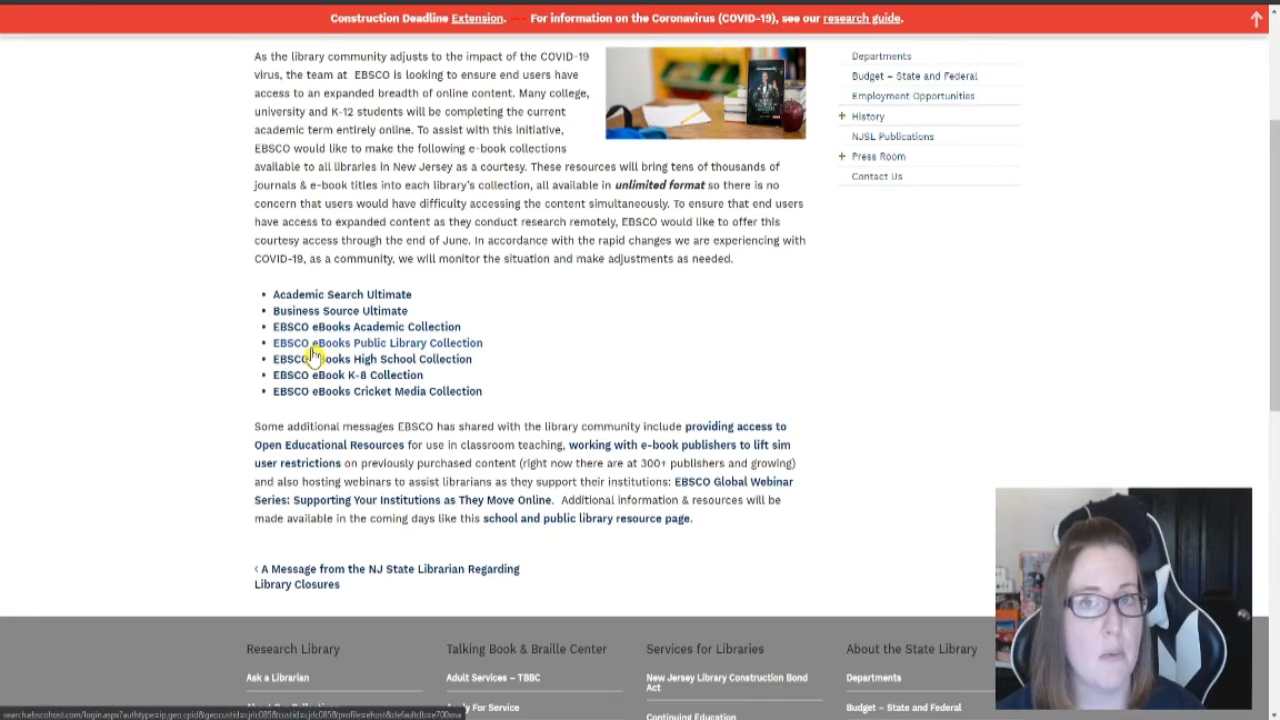 Construction Deadline Extension. -- For information on the Coronavirus (COVID-19), see our research guide.
As the library community adjusts to the impact of the COVID-19
virus, the team at EBSCO is looking to ensure end users have
access to an expanded breadth of online content. Many college,
university and K-12 students will be completing the current
academic term entirely online. To assist with this initiative,
EBSCO would like to make the following e-book collections
available to all libraries in New Jersey as a courtesy. These resources will bring tens of thousands of
journals & e-book titles into each library's collection, all available in unlimited format so there is no
concern that users would have difficulty accessing the content simultaneously. To ensure that end users
have access to expanded content as they conduct research remotely, EBSCO would like to offer this
courtesy access through the end of June. In accordance with the rapid changes we are experiencing with
COVID-19, as a community, we will monitor the situation and make adjustments as needed.
• Academic Search Ultimate
• Business Source Ultimate
• EBSCO eBooks Academic Collection
• EBSCO eBooks Public Library Collection
• EBSCO eBooks High School Collection
• EBSCO eBook K-8 Collection
• EBSCO eBooks Cricket Media Collection
Some additional messages EBSCO has shared with the library community include providing access to
Open Educational Resources for use in classroom teaching, working with e-book publishers to lift sim
user restrictions on previously purchased content (right now there are at 300+ publishers and growing)
and also hosting webinars to assist librarians as they support their institutions: EBSCO Global Webinar
Series: Supporting Your Institutions as They Move Online. Additional information & resources will be
made available in the coming days like this school and public library resource page.
‹ A Message from the NJ State Librarian Regarding
Library Closures
Departments
Budget – State and Federal
Employment Opportunities
+ History
NJSL Publications
+ Press Room
Contact Us
Research Library
Ask a Librarian
About Our Collections
Talking Book & Braille Center
Adult Services – TBBC
Apply For Service
Services for Libraries
New Jersey Library Construction Bond
Act
Continuing Education
About the State Library
Departments
Budget – State and Federal